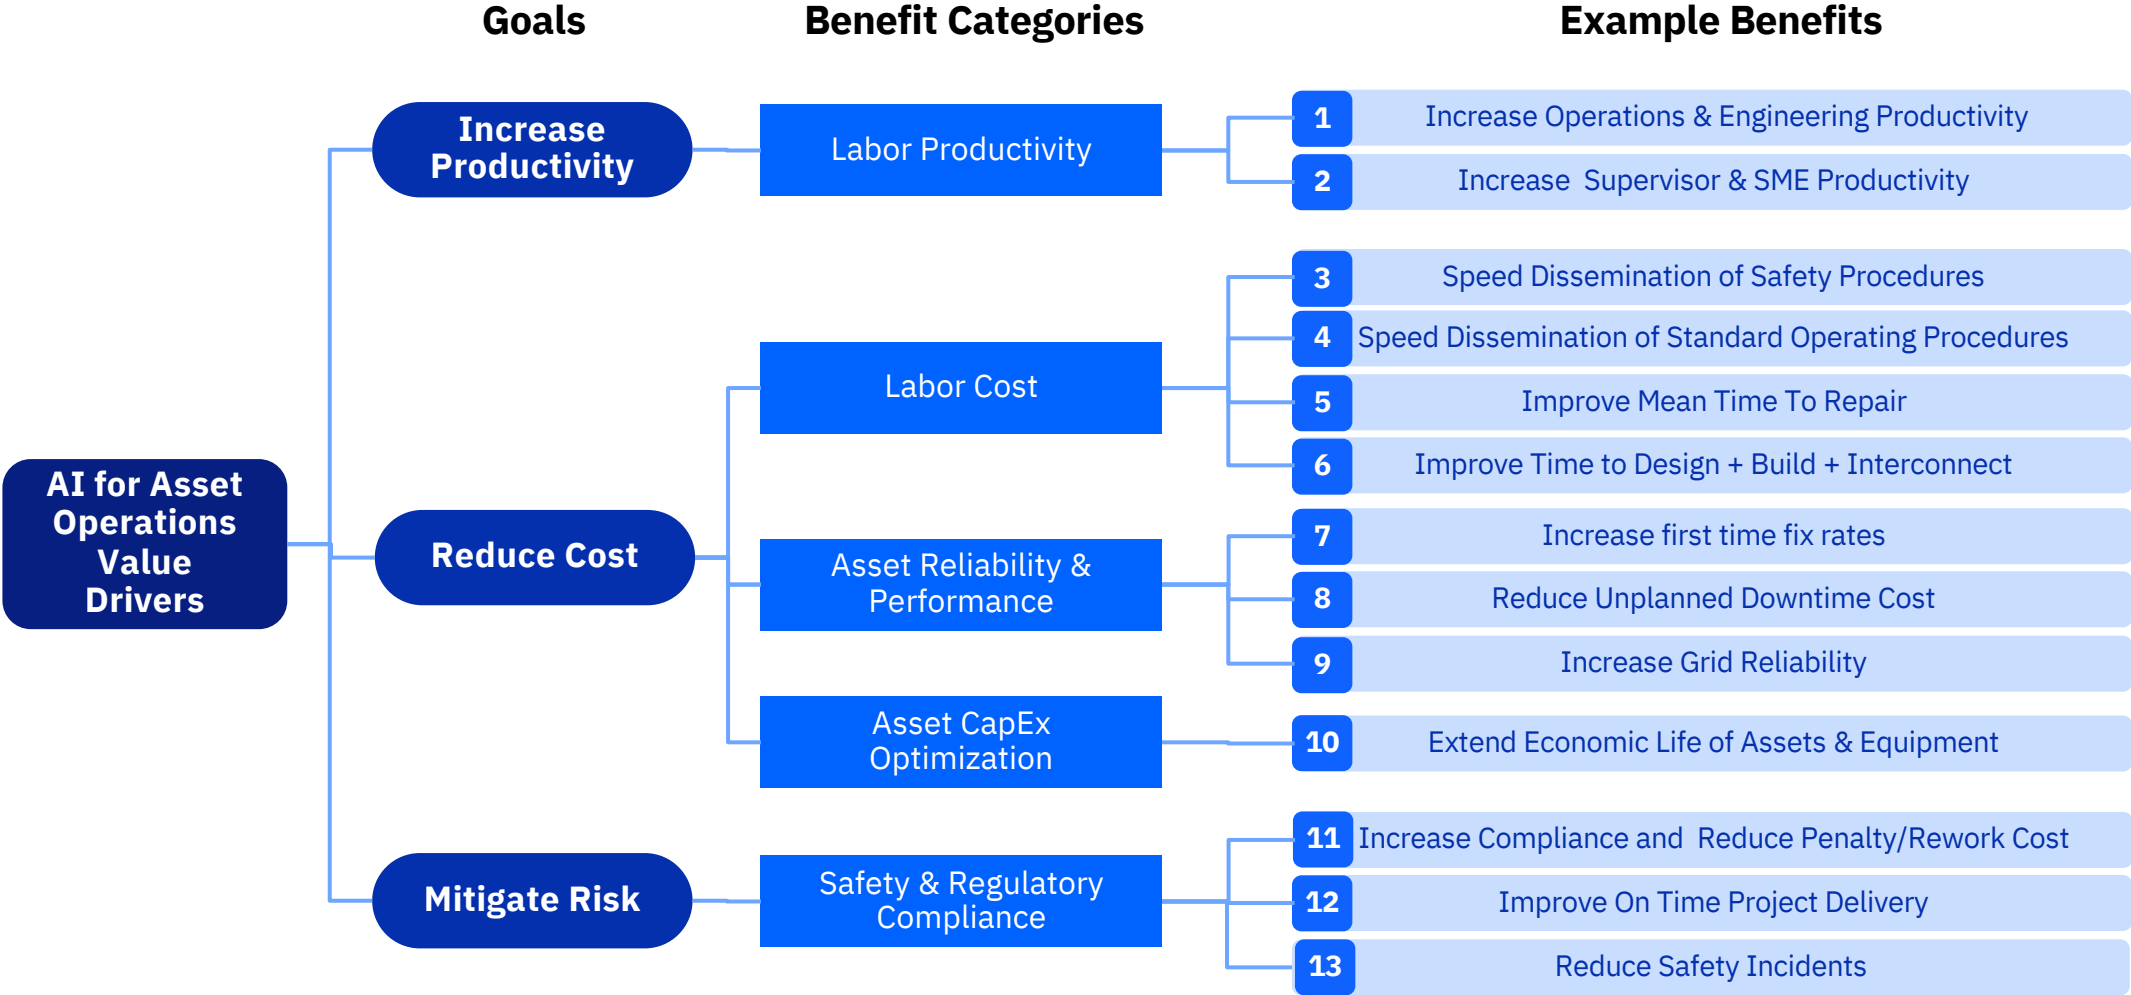 Goals
Benefit Categories
Example Benefits
AI for Asset
Operations
Value
Drivers
Increase
Productivity
Labor Productivity
1 Increase Operations & Engineering Productivity
2 Increase  Supervisor & SME Productivity
Reduce Cost
Labor Cost
3 Speed Dissemination of Safety Procedures
4 Speed Dissemination of Standard Operating Procedures
5 Improve Mean Time To Repair
6 Improve Time to Design + Build + Interconnect
Asset Reliability &
Performance
7 Increase first time fix rates
8 Reduce Unplanned Downtime Cost
9 Increase Grid Reliability
Asset CapEx
Optimization
10 Extend Economic Life of Assets & Equipment
Mitigate Risk
Safety & Regulatory
Compliance
11 Increase Compliance and  Reduce Penalty/Rework Cost
12 Improve On Time Project Delivery
13 Reduce Safety Incidents